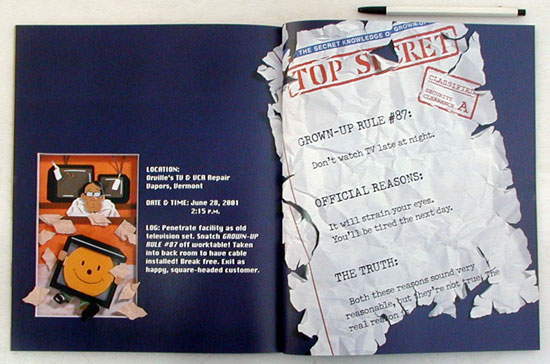 LOCATION:
Orville's TV & VCR Repair
Vapors, Vermont
DATE & TIME: June 28, 2001
2:15 P.M.
LOG: Penetrate facility as old
television set. Snatch GROWN-UP
RULE #87 off worktable! Taken
into back room to have cable
installed! Break free. Exit as
happy, square-headed customer.
THE SECRET KNOWLEDGE OF GROWN-UPS
TOP SECRET
CLASSIFIED
SECURITY
CLEARANCE A
GROWN-UP RULE #87:
Don't watch TV late at night.
OFFICIAL REASONS:
It will strain your eyes.
You'll be tired the next day.
THE TRUTH:
Both these reasons sound very
reasonable, but they're not true! The
real reason